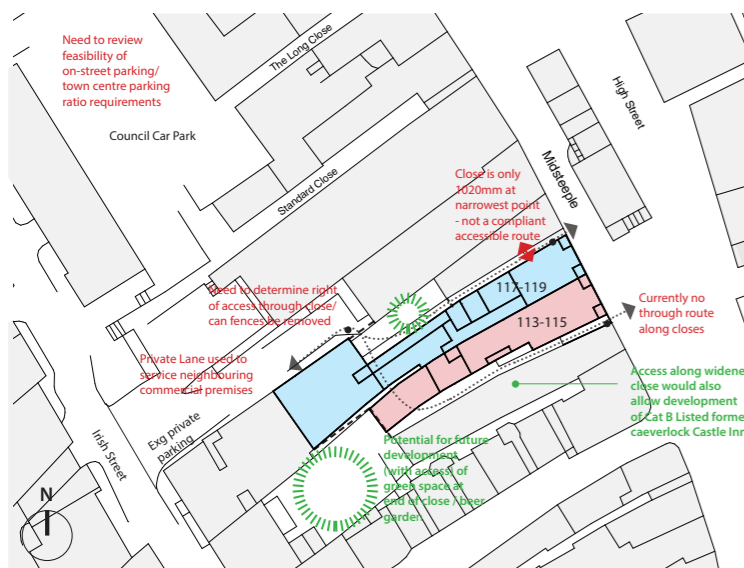 Need to review
feasibility of
on-street parking/
town centre parking
ratio requirements
The Long Close
High Street
Council Car Park
Midsteeple
Standard Close
Close is only
1020mm at
narrowest point
- not a compliant
accessible route
Need to determine right
of access through close/
can fences be removed
117-119
113-115
Currently no
through route
along closes
Private Lane used to
service neighbouring
commercial premises
Access along widene
close would also
allow development
of Cat B Listed forme
caeverlock Castle Inn
Exg private
parking
Irish Street
Potential for future
development
(with access) of
green space at
end of close / beer
garden
N